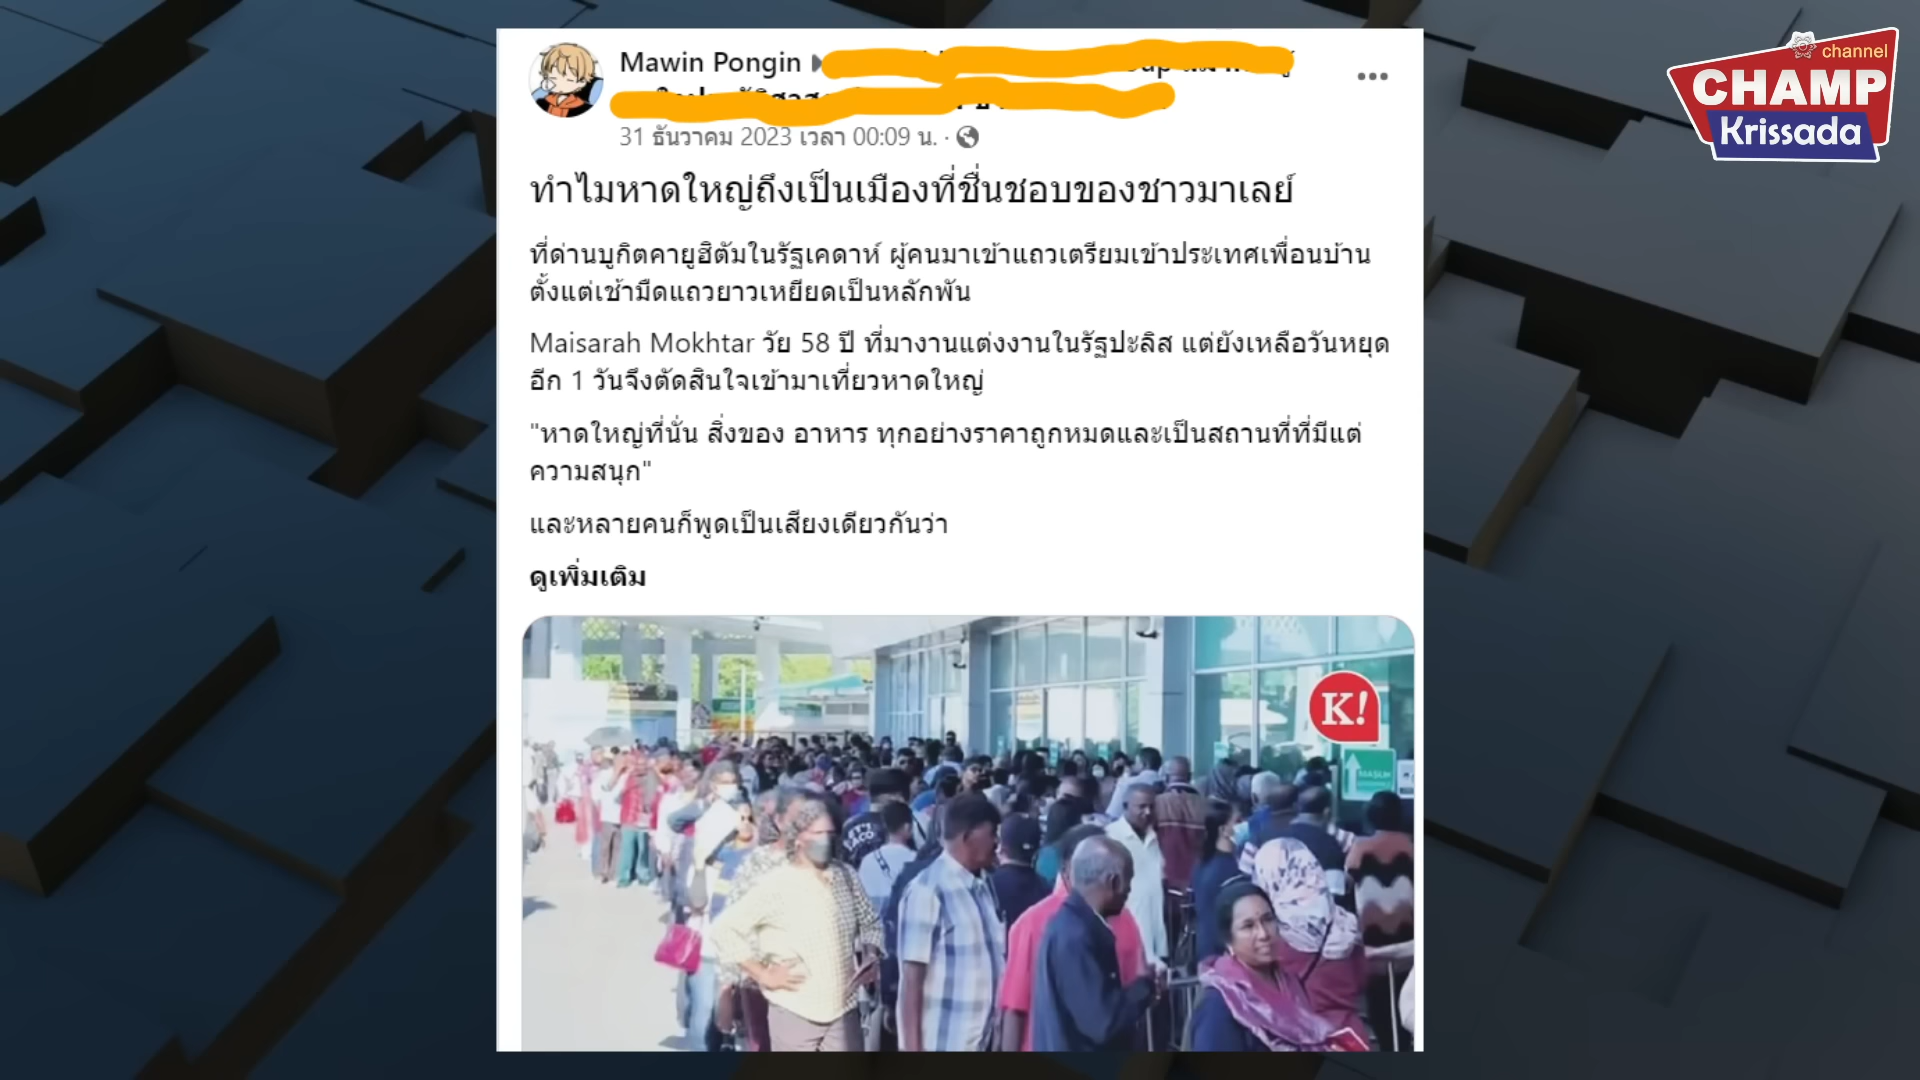 channel
CHAMP
Krissada
Mawin Pongin
31 ธันวาคม 2023 เวลา 00:09 น. ·
ทำไมหาดใหญ่ถึงเป็นเมืองที่ชื่นชอบของชาวมาเลย์
ที่ด่านบูกิตคายูฮิตัมในรัฐเคดาห์ ผู้คนมาเข้าแถวเตรียมเข้าประเทศเพื่อนบ้าน
ตั้งแต่เช้ามืดแถวยาวเหยียดเป็นหลักพัน
Maisarah Mokhtar วัย 58 ปี ที่มางานแต่งงานในรัฐปะลิส แต่ยังเหลือวันหยุด
อีก 1 วันจึงตัดสินใจเข้ามาเที่ยวหาดใหญ่
"หาดใหญ่ที่นั่น สิ่งของ อาหาร ทุกอย่างราคาถูกหมดและเป็นสถานที่ที่มีแต่
ความสนุก"
และหลายคนก็พูดเป็นเสียงเดียวกันว่า
ดูเพิ่มเติม
K!
MASUK